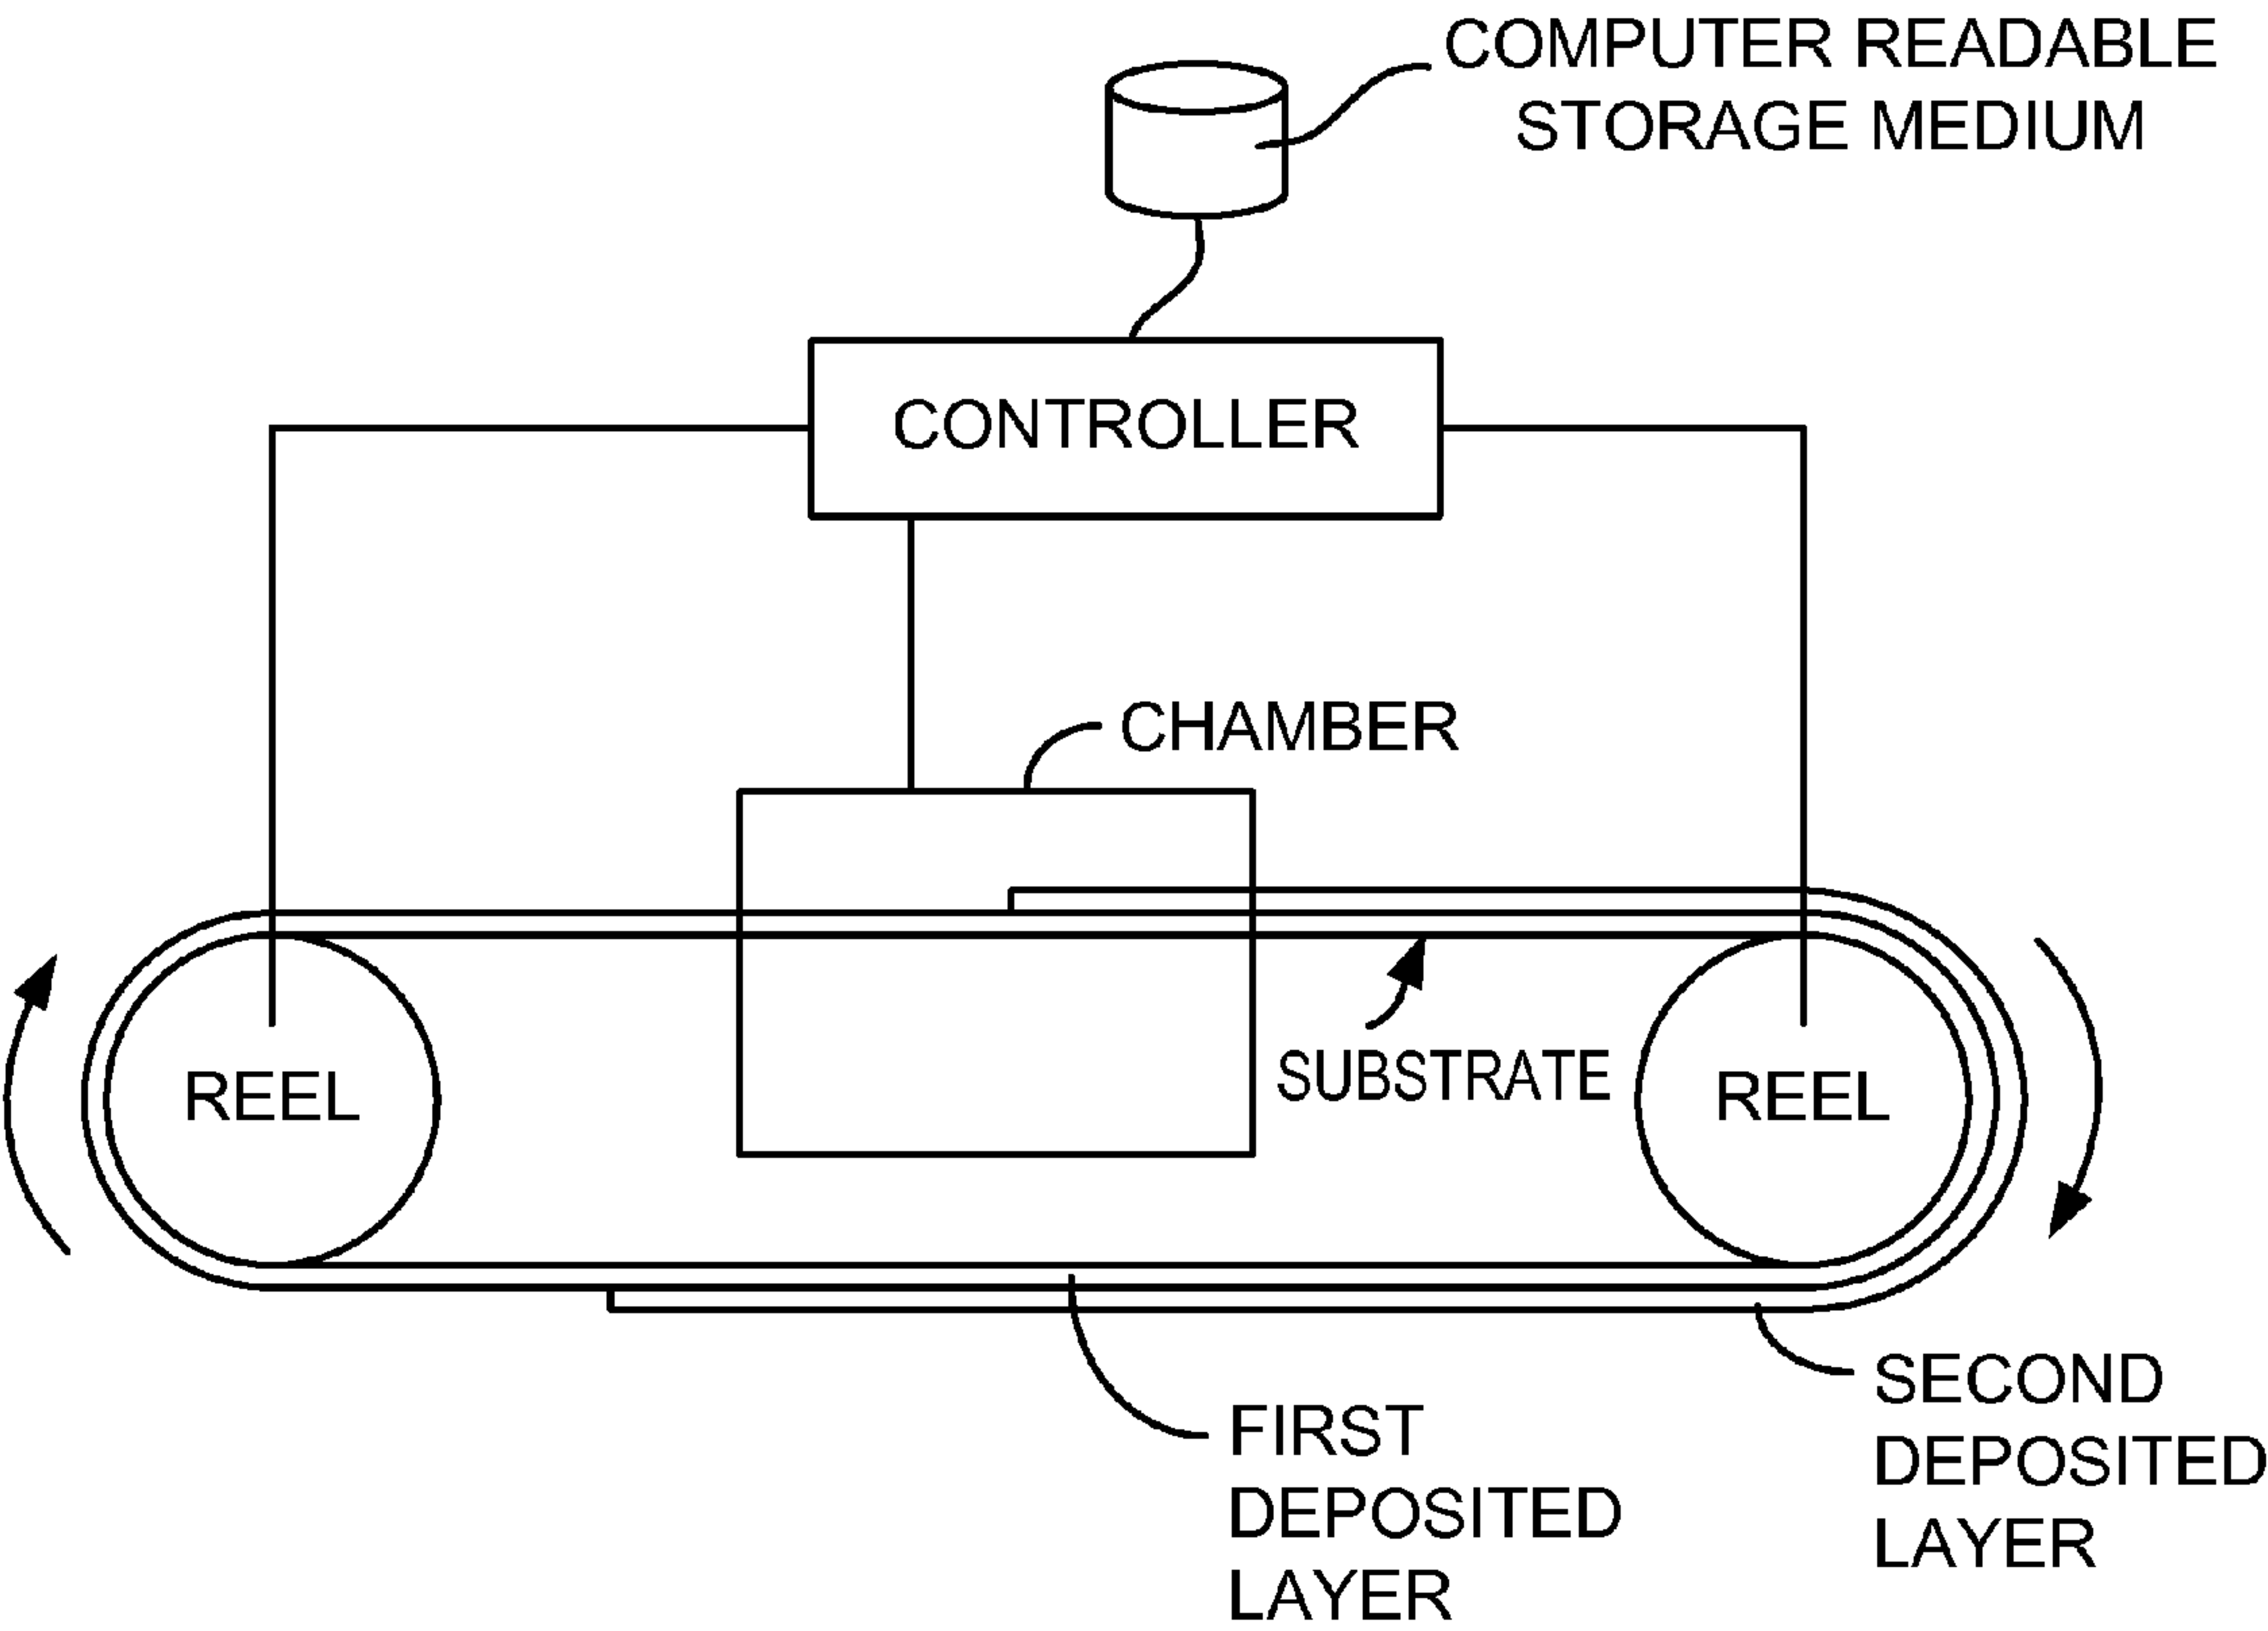 COMPUTER READABLE
STORAGE MEDIUM
CONTROLLER
CHAMBER
SUBSTRATE
REEL
REEL
FIRST
DEPOSITED
LAYER
SECOND
DEPOSITED
LAYER